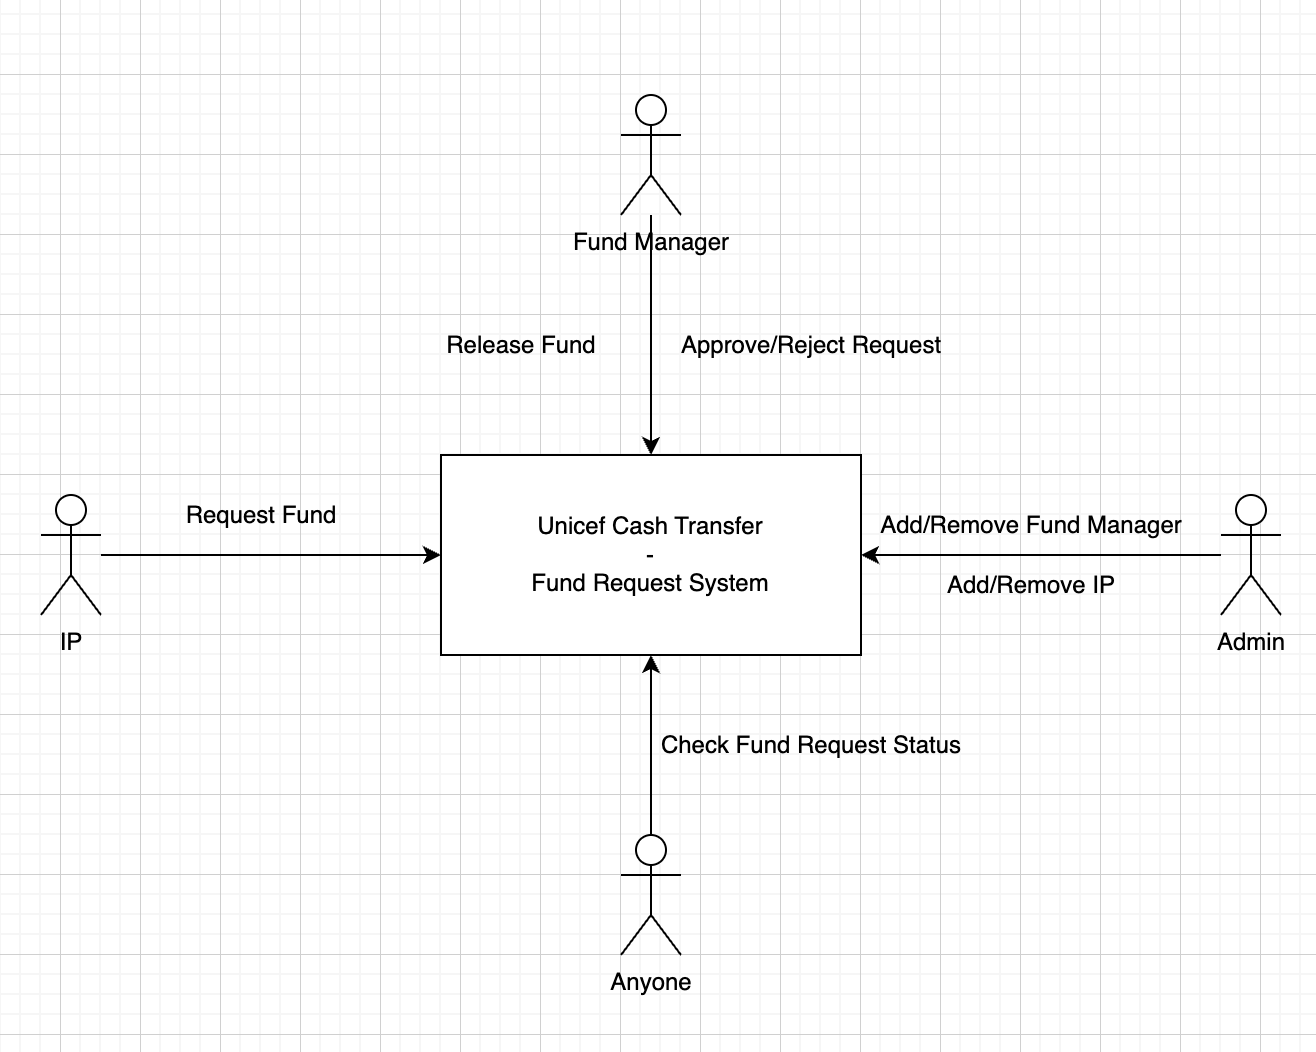 Fund Manager
Release Fund
Approve/Reject Request
Request Fund
Unicef Cash Transfer
-
Fund Request System
Add/Remove Fund Manager
Add/Remove IP
IP
Admin
Check Fund Request Status
Anyone